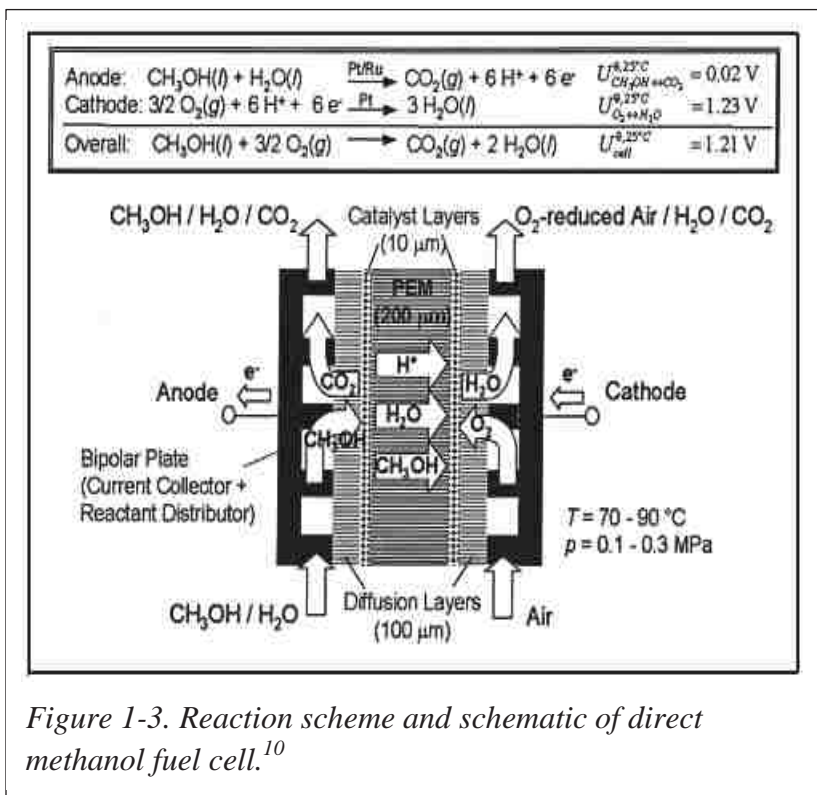 Anode: CH₃OH(l) + H₂O(l) Pt/Ru → CO₂(g) + 6 H⁺ + 6 e⁻ U^{θ,25°C}_{CH₃OH↔CO₂} = 0.02 V
Cathode: 3/2 O₂(g) + 6 H⁺ + 6 e⁻ Pt → 3 H₂O(l) U^{θ,25°C}_{O₂↔H₂O} = 1.23 V
Overall: CH₃OH(l) + 3/2 O₂(g) → CO₂(g) + 2 H₂O(l) U^{θ,25°C}_{cell} = 1.21 V
CH₃OH / H₂O / CO₂
Catalyst Layers
(10 µm)
O₂-reduced Air / H₂O / CO₂
PEM
(200 µm)
H⁺
CO₂
H₂O
e⁻
Anode
e⁻
Cathode
H₂O
CH₃OH
O₂
CH₃OH
Bipolar Plate
(Current Collector +
Reactant Distributor)
T = 70 - 90 °C
p = 0.1 - 0.3 MPa
CH₃OH / H₂O
Diffusion Layers
(100 µm)
Air
Figure 1-3. Reaction scheme and schematic of direct
methanol fuel cell.¹⁰